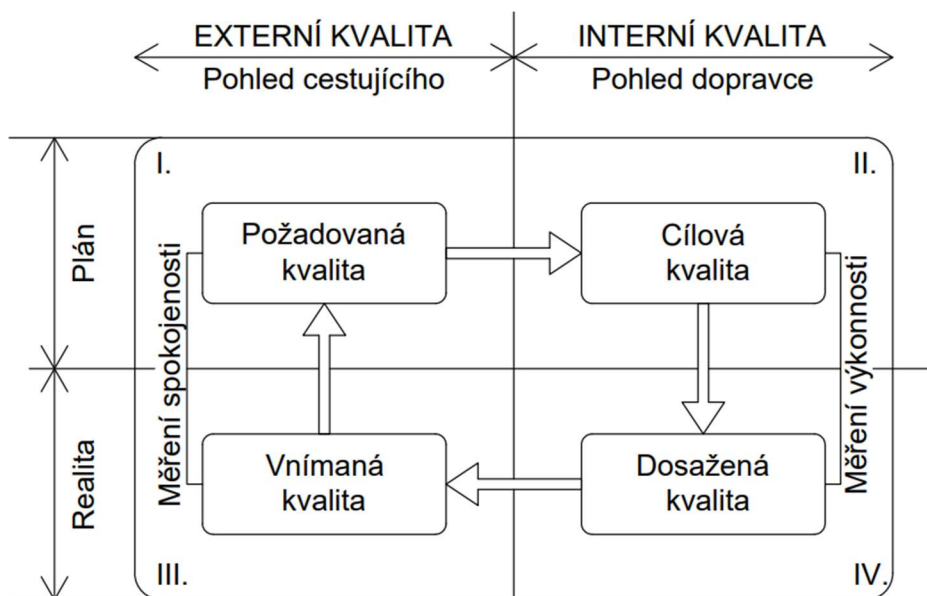 EXTERNÍ KVALITA
INTERNÍ KVALITA
Pohled cestujícího
Pohled dopravce
I.
II.
Plán
Měření spokojenosti
Požadovaná
kvalita
Cílová
kvalita
Měření výkonnosti
Realita
Vnímaná
kvalita
Dosažená
kvalita
III.
IV.